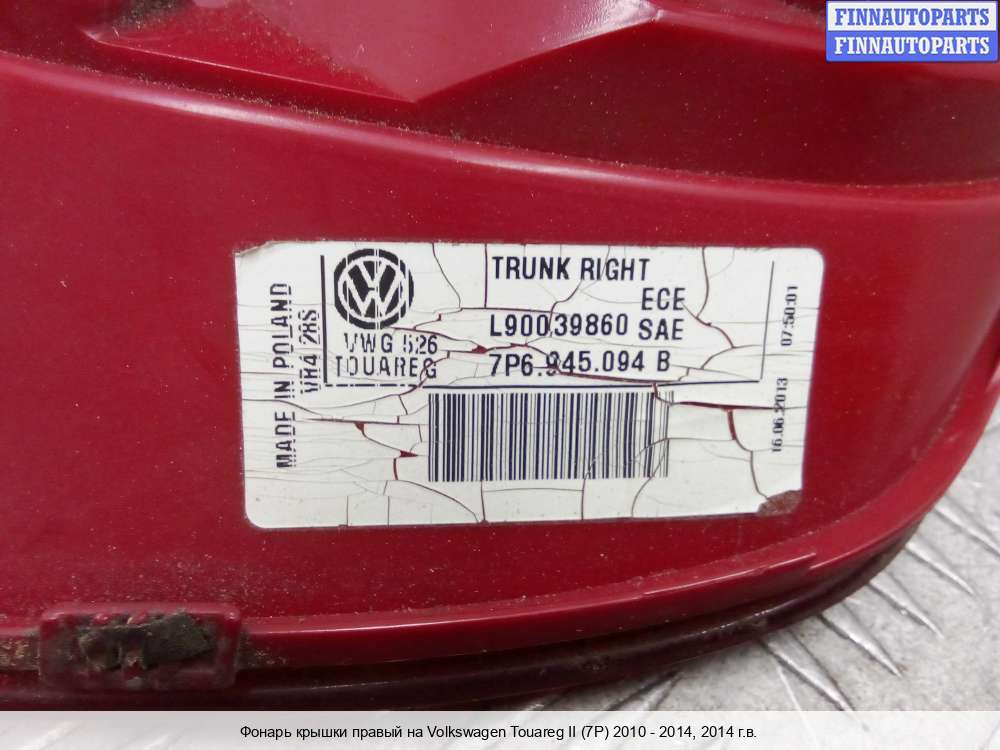 FINNAUTOPARTS
FINNAUTOPARTS
MADE IN POLAND
VH4 28S
VWG 526
TOUAREG
TRUNK RIGHT
ECE
L90039860 SAE
7P6.945.094 B
16.06.2013 07:50:01
Фонарь крышки правый на Volkswagen Touareg II (7P) 2010 - 2014, 2014 г.в.